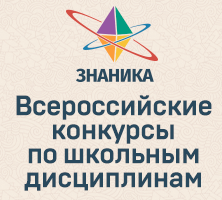 ЗНАНИКА
Всероссийские
конкурсы
по школьным
дисциплинам